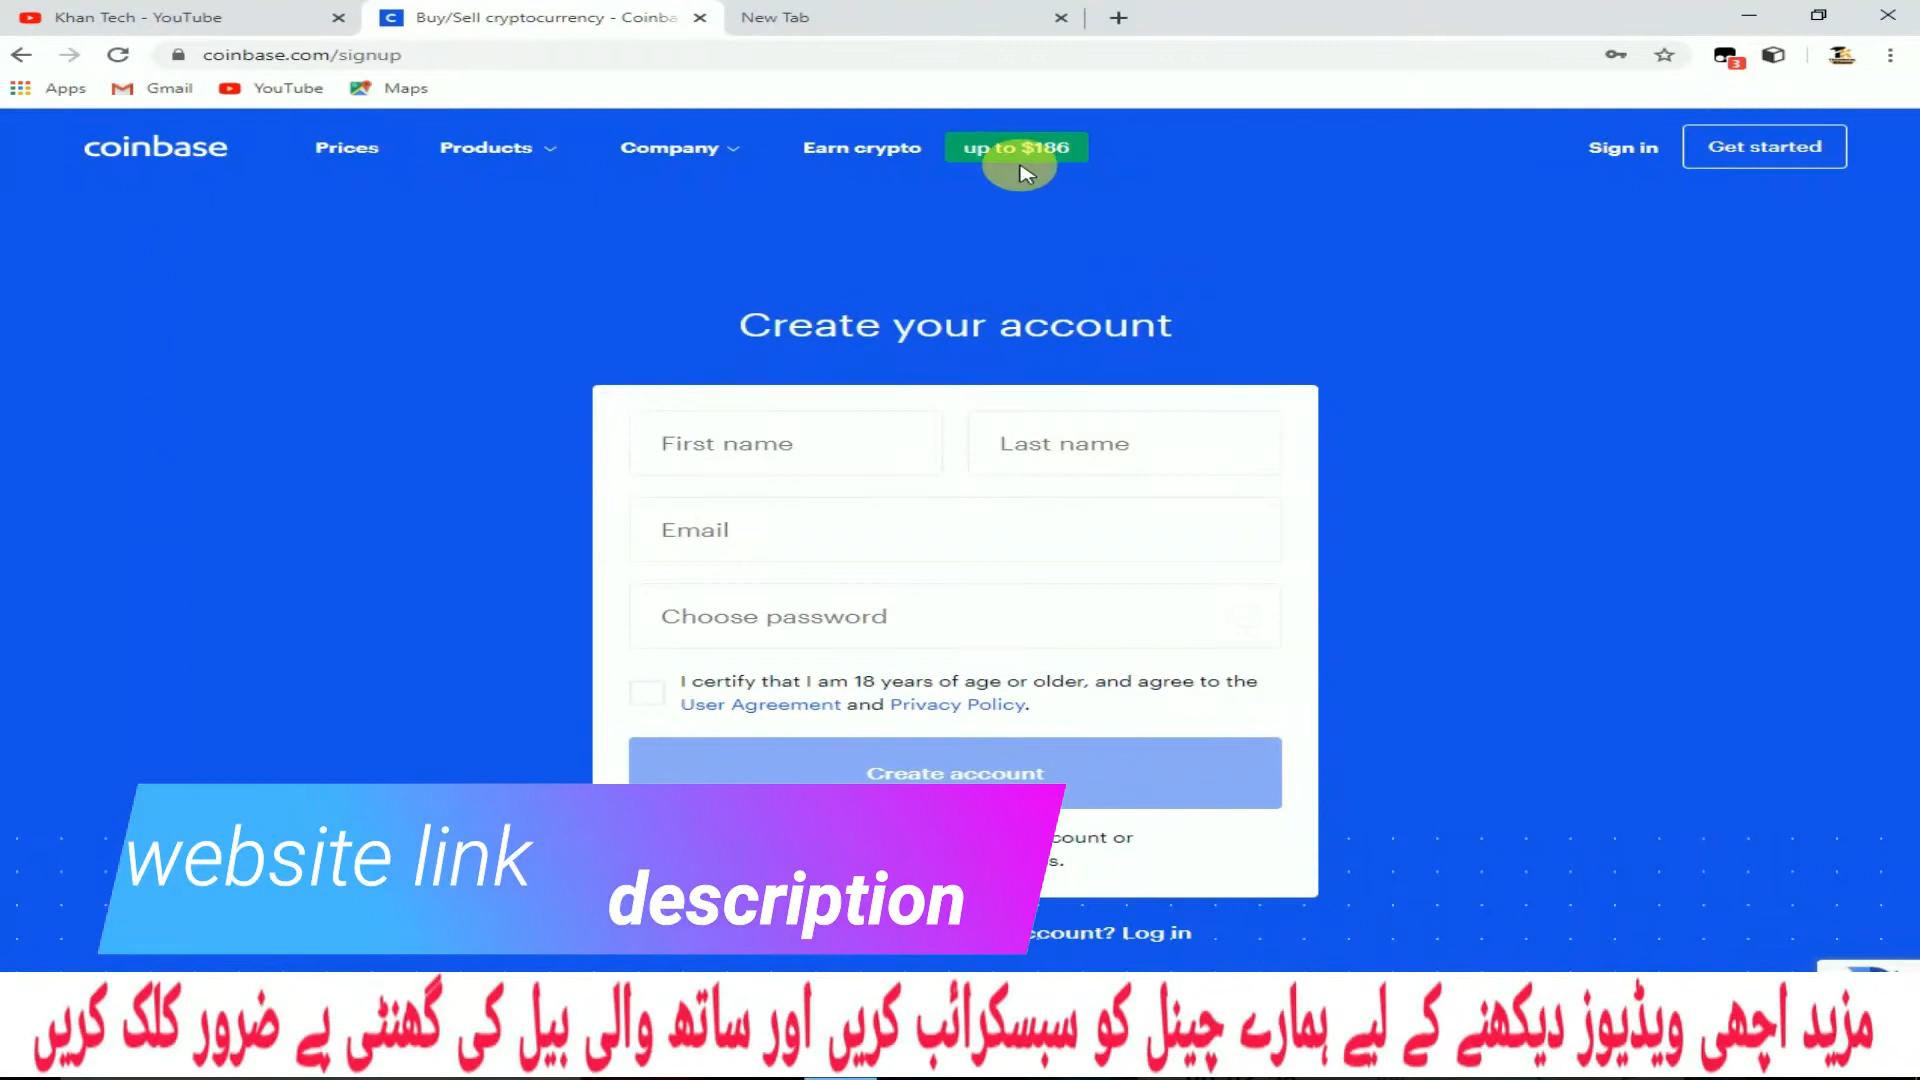 Khan Tech - YouTube
Buy/Sell cryptocurrency - Coinba
New Tab
coinbase.com/signup
3
Apps
Gmail
YouTube
Maps
coinbase
Prices
Products
Company
Earn crypto
up to $186
Sign in
Get started
Create your account
First name
Last name
Email
Choose password
I certify that I am 18 years of age or older, and agree to the
User Agreement and Privacy Policy.
Create account
count or
s.
website link
description
ccount? Log in
مزید اچھی ویڈیوز دیکھنے کے لیے ہمارے چینل کو سبسکرائب کریں اور ساتھ والی بیل کی گھنٹی پے ضرور کلک کریں